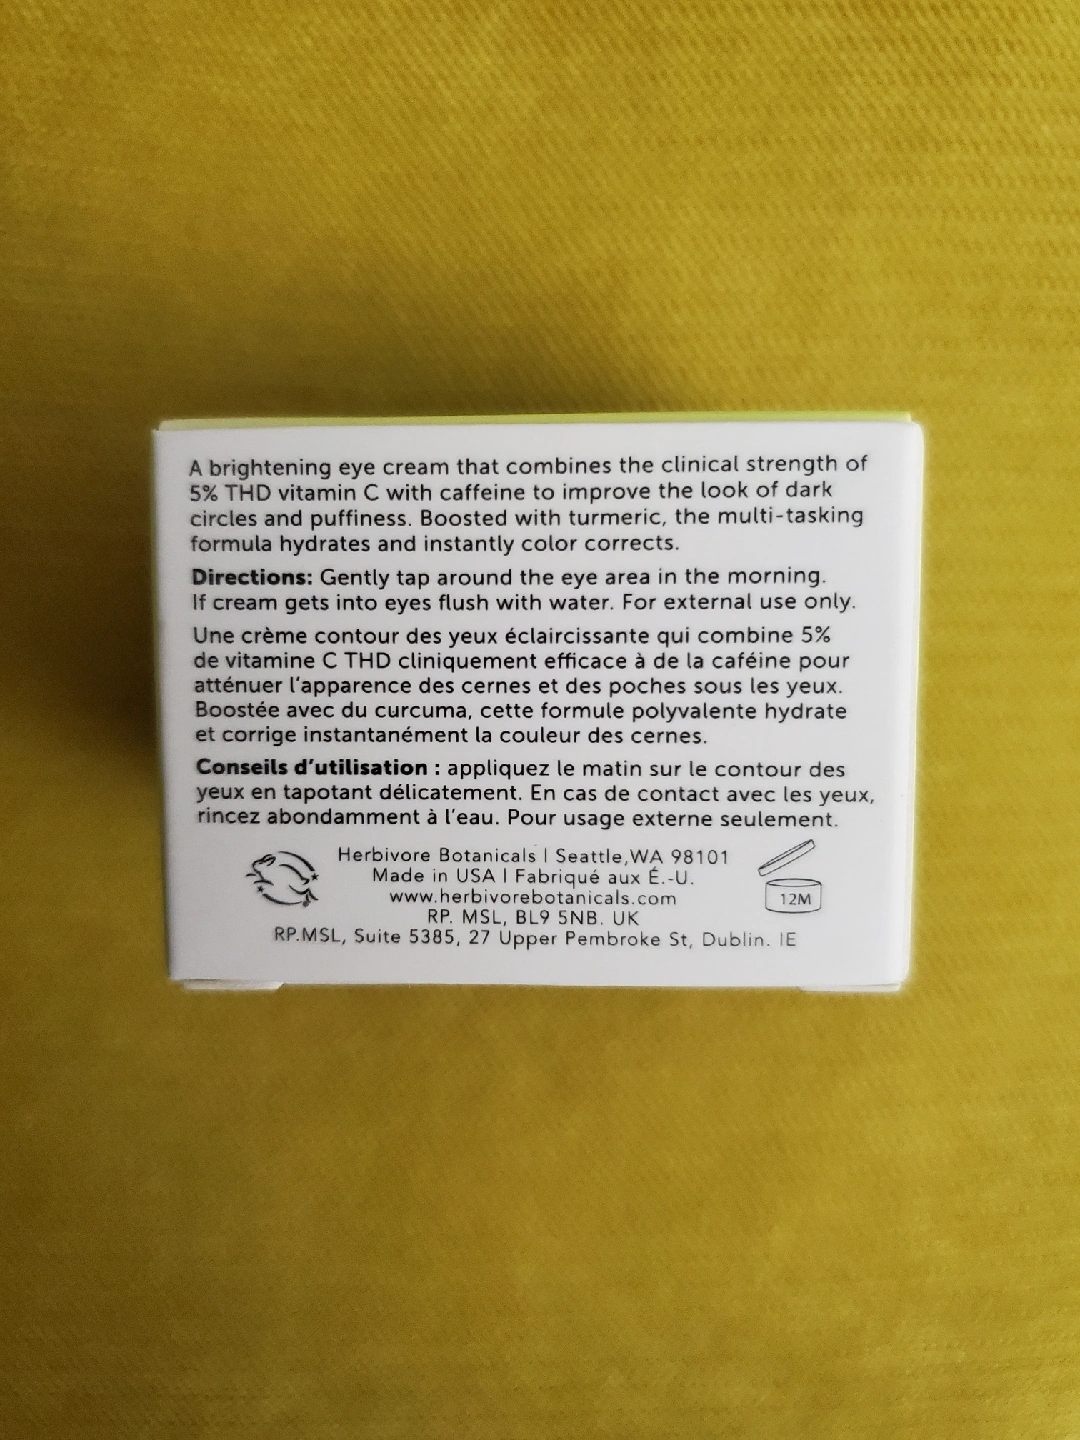 A brightening eye cream that combines the clinical strength of
5% THD vitamin C with caffeine to improve the look of dark
circles and puffiness. Boosted with turmeric, the multi-tasking
formula hydrates and instantly color corrects.
Directions: Gently tap around the eye area in the morning.
If cream gets into eyes flush with water. For external use only.
Une crème contour des yeux éclaircissante qui combine 5%
de vitamine C THD cliniquement efficace à de la caféine pour
atténuer l'apparence des cernes et des poches sous les yeux.
Boostée avec du curcuma, cette formule polyvalente hydrate
et corrige instantanément la couleur des cernes.
Conseils d'utilisation : appliquez le matin sur le contour des
yeux en tapotant délicatement. En cas de contact avec les yeux,
rincez abondamment à l'eau. Pour usage externe seulement.
Herbivore Botanicals | Seattle,WA 98101
Made in USA | Fabriqué aux É.-U.
www.herbivorebotanicals.com
RP. MSL, BL9 5NB. UK
RP.MSL, Suite 5385, 27 Upper Pembroke St, Dublin. IE
12M